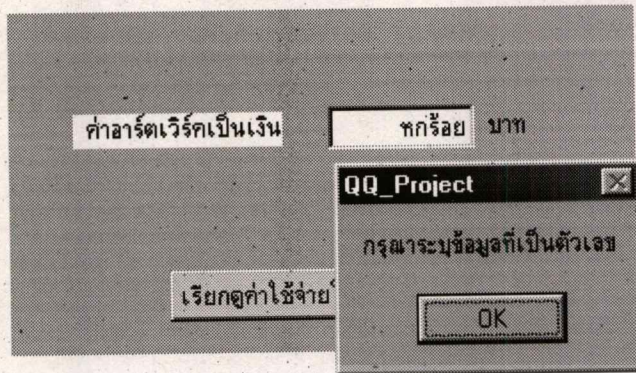 ค่าอาร์ตเวิร์คเป็นเงิน หกร้อย บาท
QQ_Project
กรุณาระบุข้อมูลที่เป็นตัวเลข
เรียกดูค่าใช้จ่าย
OK